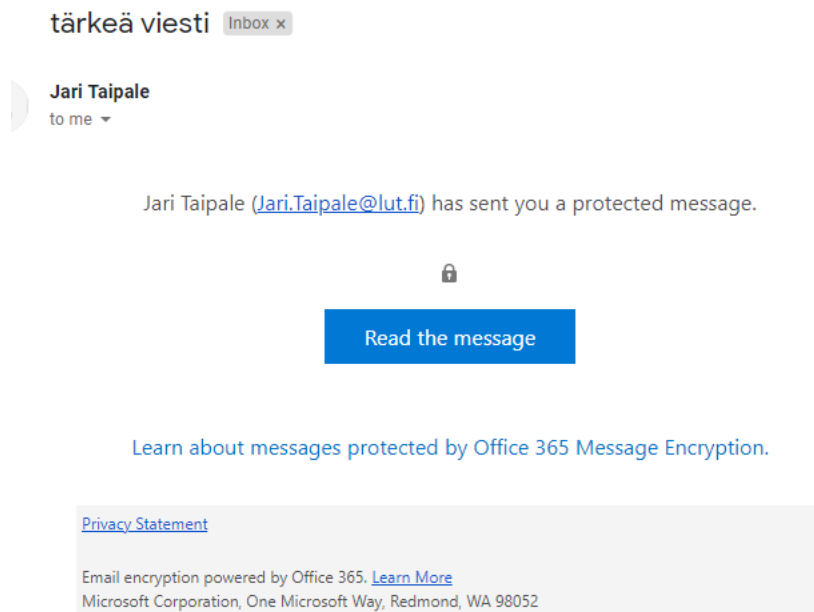 tärkeä viesti Inbox ×
Jari Taipale
to me
Jari Taipale (Jari.Taipale@lut.fi) has sent you a protected message.
Read the message
Learn about messages protected by Office 365 Message Encryption.
Privacy Statement
Email encryption powered by Office 365. Learn More
Microsoft Corporation, One Microsoft Way, Redmond, WA 98052